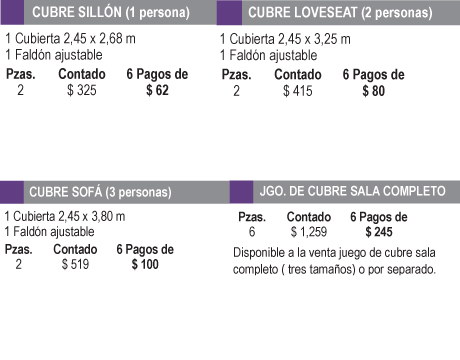 CUBRE SILLÓN (1 persona)
1 Cubierta 2,45 x 2,68 m
1 Faldón ajustable
Pzas. Contado 6 Pagos de
2 $ 325 $ 62
CUBRE LOVESEAT (2 personas)
1 Cubierta 2,45 x 3,25 m
1 Faldón ajustable
Pzas. Contado 6 Pagos de
2 $ 415 $ 80
CUBRE SOFÁ (3 personas)
1 Cubierta 2,45 x 3,80 m
1 Faldón ajustable
Pzas. Contado 6 Pagos de
2 $ 519 $ 100
JGO. DE CUBRE SALA COMPLETO
Pzas. Contado 6 Pagos de
6 $ 1,259 $ 245
Disponible a la venta juego de cubre sala
completo ( tres tamaños) o por separado.